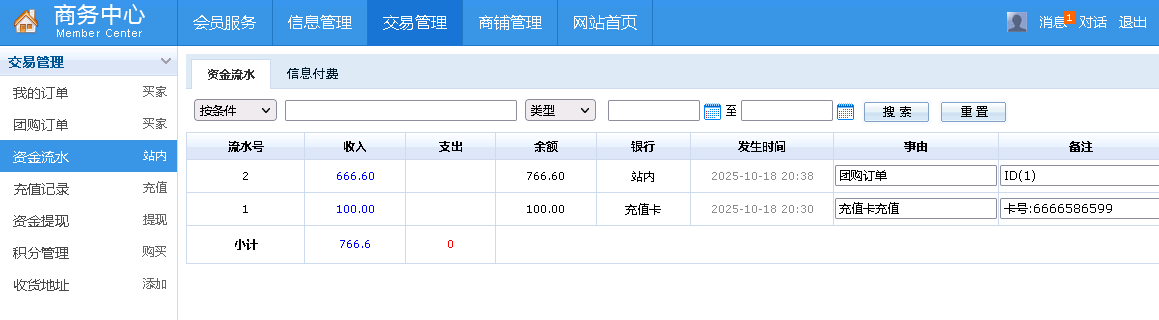 商务中心 会员服务 信息管理 交易管理 商铺管理 网站首页 消息 1 对话 退出
Member Center
交易管理
我的订单 买家
团购订单 买家
资金流水 站内
充值记录 充值
资金提现 提现
积分管理 购买
收货地址 添加
资金流水 信息付费
按条件 类型 至 搜 索 重 置
流水号 收入 支出 余额 银行 发生时间 事由 备注
2 666.60 766.60 站内 2025-10-18 20:38 团购订单 ID(1)
1 100.00 100.00 充值卡 2025-10-18 20:30 充值卡充值 卡号:6666586599
小计 766.6 0